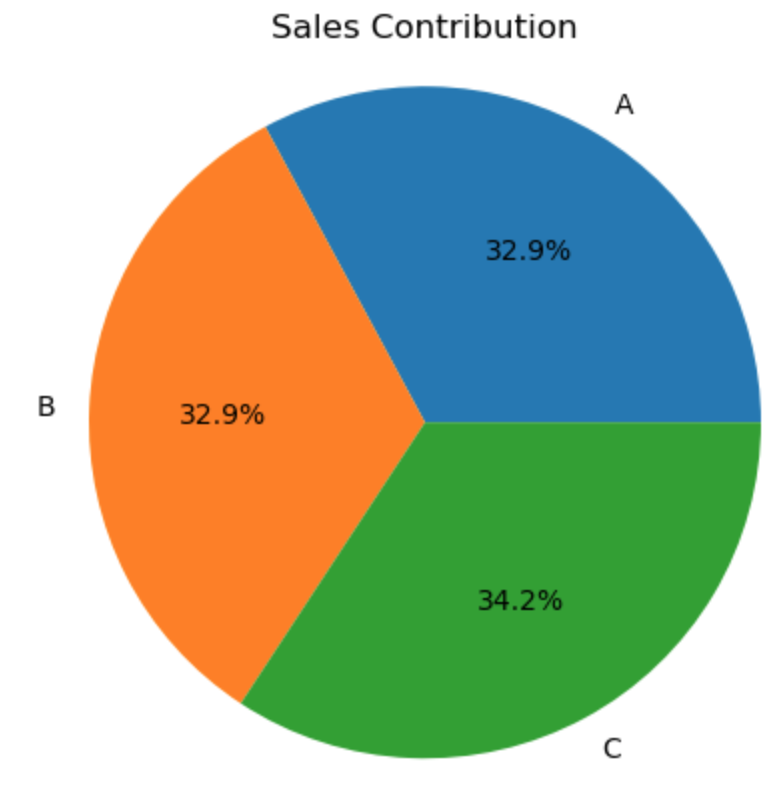 Sales Contribution
A
32.9%
B
32.9%
34.2%
C